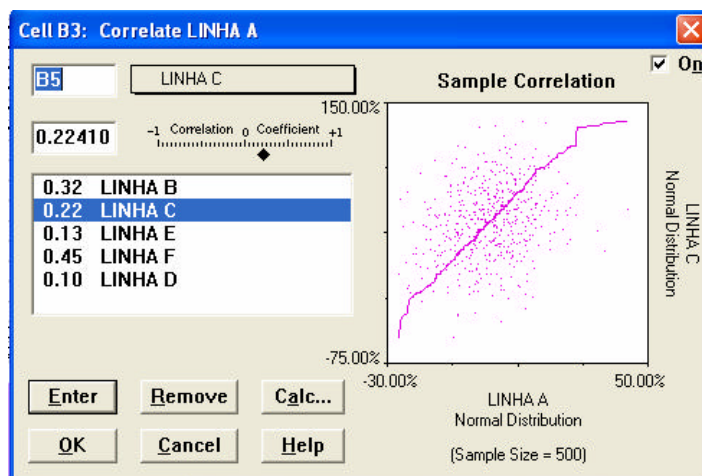 Cell B3: Correlate LINHA A
B5
LINHA C
On
Sample Correlation
0.22410
-1 Correlation 0 Coefficient +1
0.32 LINHA B
0.22 LINHA C
0.13 LINHA E
0.45 LINHA F
0.10 LINHA D
150.00%
-75.00%
-30.00%
50.00%
LINHA C
Normal Distribution
LINHA A
Normal Distribution
(Sample Size = 500)
Enter
Remove
Calc...
OK
Cancel
Help